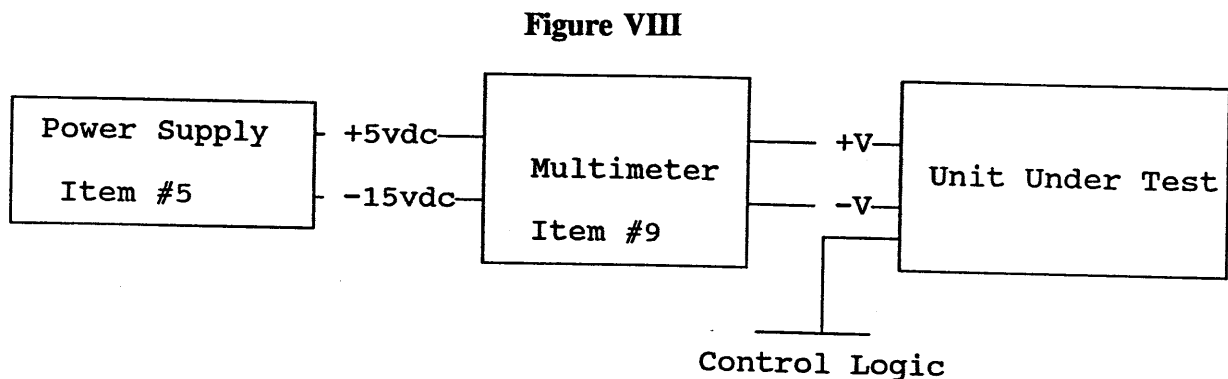 Figure VIII
Power Supply
Item #5
+5vdc
-15vdc
Multimeter
Item #9
+V
-V
Unit Under Test
Control Logic